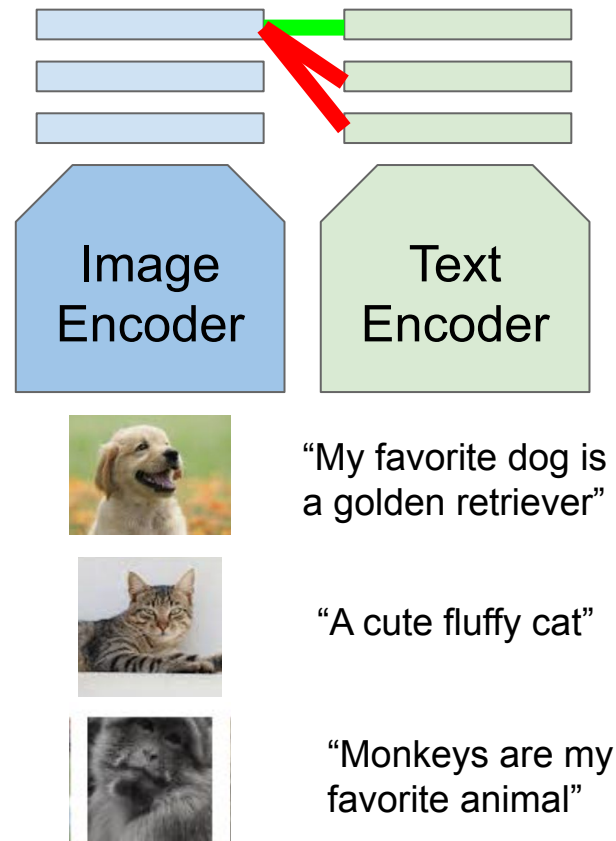 Image
Encoder
Text
Encoder
“My favorite dog is
a golden retriever”
“A cute fluffy cat”
“Monkeys are my
favorite animal”